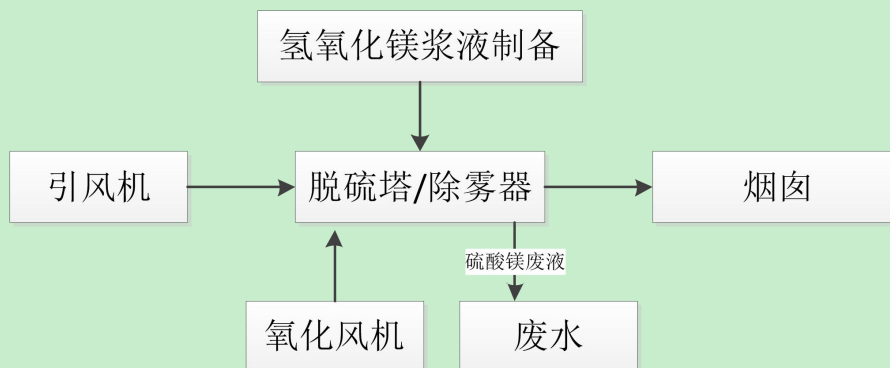 氢氧化镁浆液制备
引风机
脱硫塔/除雾器
烟囱
硫酸镁废液
氧化风机
废水